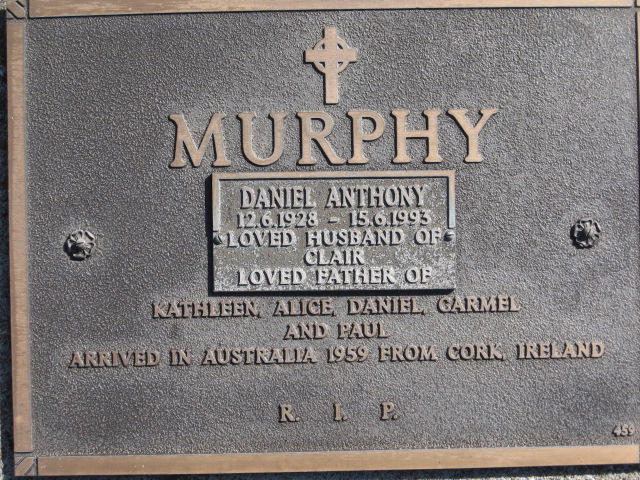 MURPHY
DANIEL ANTHONY
12.6.1928 - 15.6.1993
LOVED HUSBAND OF
CLAIR
LOVED FATHER OF
KATHLEEN, ALICE, DANIEL, CARMEL
AND PAUL
ARRIVED IN AUSTRALIA 1959 FROM CORK, IRELAND
R. I. P.
459